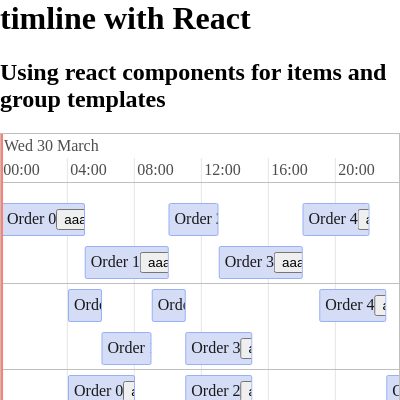 timline with React
Using react components for items and
group templates
Wed 30 March
00:00 04:00 08:00 12:00 16:00 20:00
Order 0 aaa Order Order 4 a
Order 1 aaa Order 3 aaa
Order 4 a
Order Order 3 a
Order 0 a Order 2 a